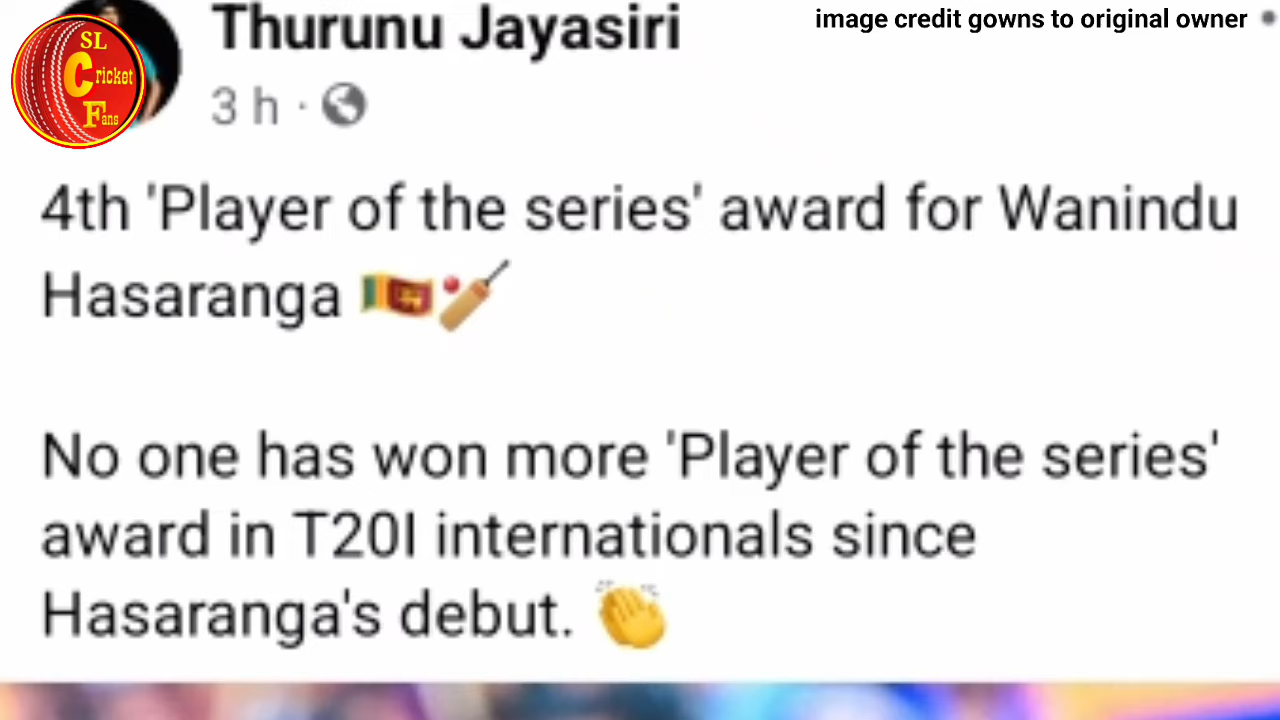 Thurunu Jayasiri
image credit gowns to original owner
SL
Cricket
Fans
3 h ·
4th 'Player of the series' award for Wanindu
Hasaranga 🇱🇰🏏
No one has won more 'Player of the series'
award in T20I internationals since
Hasaranga's debut. 👏